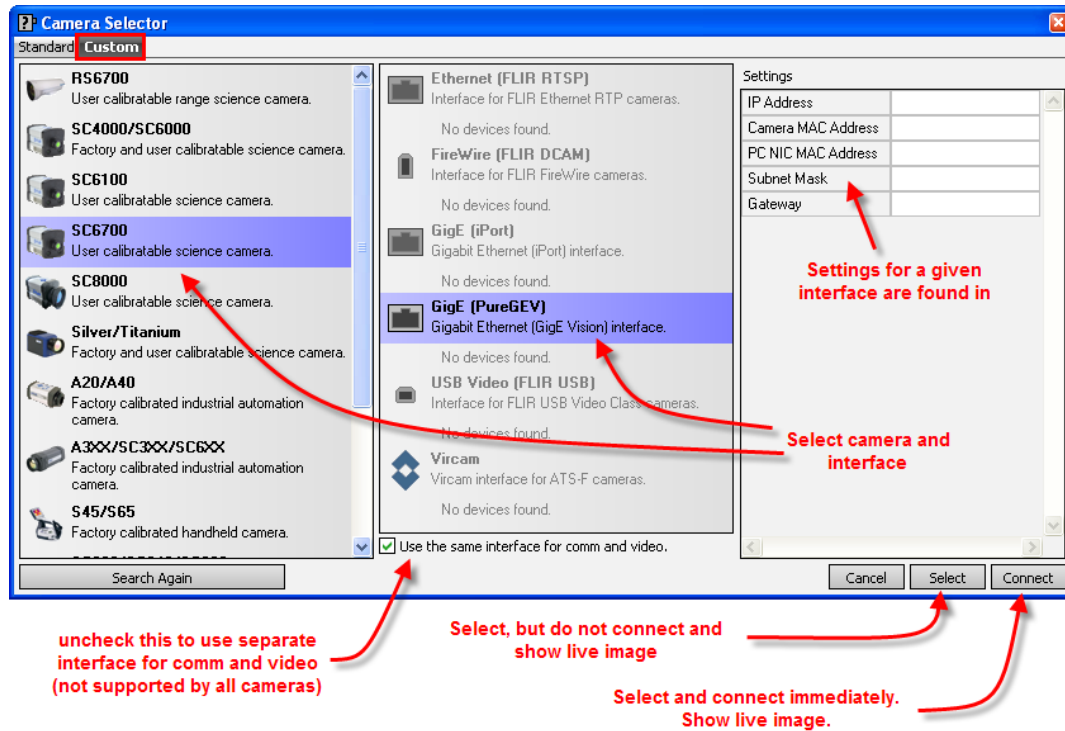 Camera Selector
Standard Custom
RS6700
User calibratable range science camera.
SC4000/SC6000
Factory and user calibratable science camera.
SC6100
User calibratable science camera.
SC6700
User calibratable science camera.
SC8000
User calibratable science camera.
Silver/Titanium
Factory and user calibratable science camera.
A20/A40
Factory calibrated industrial automation
camera.
A3XX/SC3XX/SC6XX
Factory calibrated industrial automation
camera.
S45/S65
Factory calibrated handheld camera.
Search Again
Ethernet (FLIR RTSP)
Interface for FLIR Ethernet RTP cameras.
No devices found.
FireWire (FLIR DCAM)
Interface for FLIR FireWire cameras.
No devices found.
GigE (iPort)
Gigabit Ethernet (iPort) interface.
No devices found.
GigE (PureGEV)
Gigabit Ethernet (GigE Vision) interface.
No devices found.
USB Video (FLIR USB)
Interface for FLIR USB Video Class cameras.
No devices found.
Vircam
Vircam interface for ATS-F cameras.
No devices found.
Use the same interface for comm and video.
Settings
IP Address
Camera MAC Address
PC NIC MAC Address
Subnet Mask
Gateway
Settings for a given
interface are found in
Select camera and
interface
Cancel Select Connect
uncheck this to use separate
interface for comm and video
(not supported by all cameras)
Select, but do not connect and
show live image
Select and connect immediately.
Show live image.